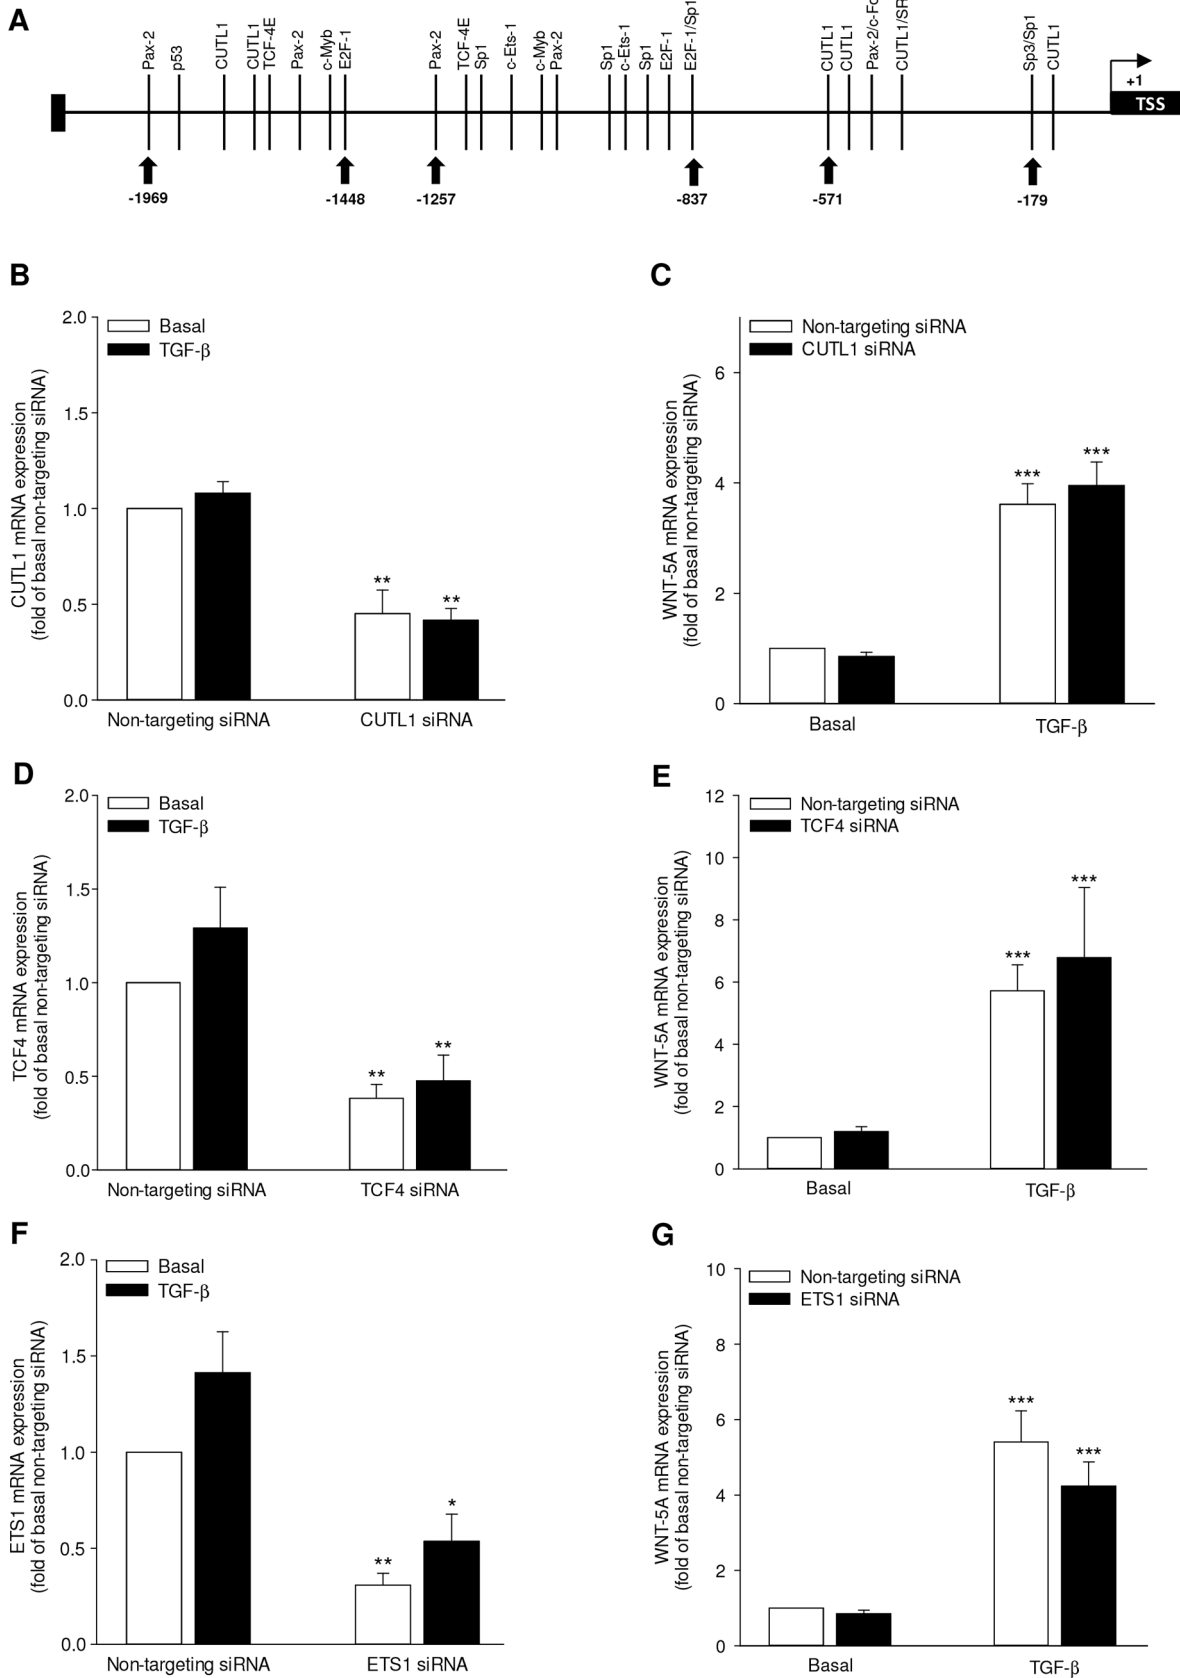 A
Pax-2
p53
CUTL1
CUTL1
TCF-4E
Pax-2
c-Myb
E2F-1
Pax-2
TCF-4E
Sp1
c-Ets-1
c-Myb
Pax-2
Sp1
c-Ets-1
Sp1
E2F-1
E2F-1/Sp1
CUTL1
CUTL1
Pax-2/c-Fo
CUTL1/SR
Sp3/Sp1
CUTL1
+1
TSS
-1969
-1448
-1257
-837
-571
-179
B
Basal
TGF-β
CUTL1 mRNA expression
(fold of basal non-targeting siRNA)
2.0
1.5
1.0
0.5
0.0
**
**
Non-targeting siRNA
CUTL1 siRNA
C
Non-targeting siRNA
CUTL1 siRNA
WNT-5A mRNA expression
(fold of basal non-targeting siRNA)
6
4
2
0
***
***
Basal
TGF-β
D
Basal
TGF-β
TCF4 mRNA expression
(fold of basal non-targeting siRNA)
2.0
1.5
1.0
0.5
0.0
**
**
Non-targeting siRNA
TCF4 siRNA
E
Non-targeting siRNA
TCF4 siRNA
WNT-5A mRNA expression
(fold of basal non-targeting siRNA)
12
10
8
6
4
2
0
***
***
Basal
TGF-β
F
Basal
TGF-β
ETS1 mRNA expression
(fold of basal non-targeting siRNA)
2.0
1.5
1.0
0.5
0.0
**
*
Non-targeting siRNA
ETS1 siRNA
G
Non-targeting siRNA
ETS1 siRNA
WNT-5A mRNA expression
(fold of basal non-targeting siRNA)
10
8
6
4
2
0
***
***
Basal
TGF-β